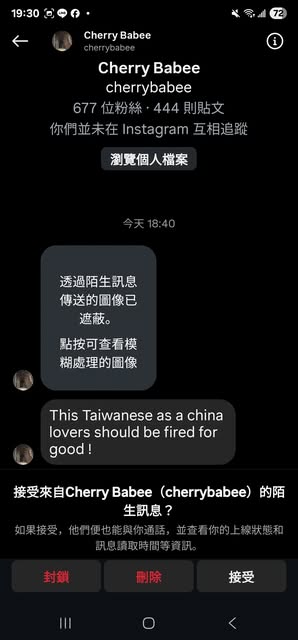 19:30
72
Cherry Babee
cherrybabee
Cherry Babee
cherrybabee
677 位粉絲 · 444 則貼文
你們並未在 Instagram 互相追蹤
瀏覽個人檔案
今天 18:40
透過陌生訊息
傳送的圖像已
遮蔽。
點按可查看模
糊處理的圖像
This Taiwanese as a china
lovers should be fired for
good !
接受來自Cherry Babee（cherrybabee）的陌
生訊息？
如果接受，他們便也能與你通話，並查看你的上線狀態和
訊息讀取時間等資訊。
封鎖
刪除
接受